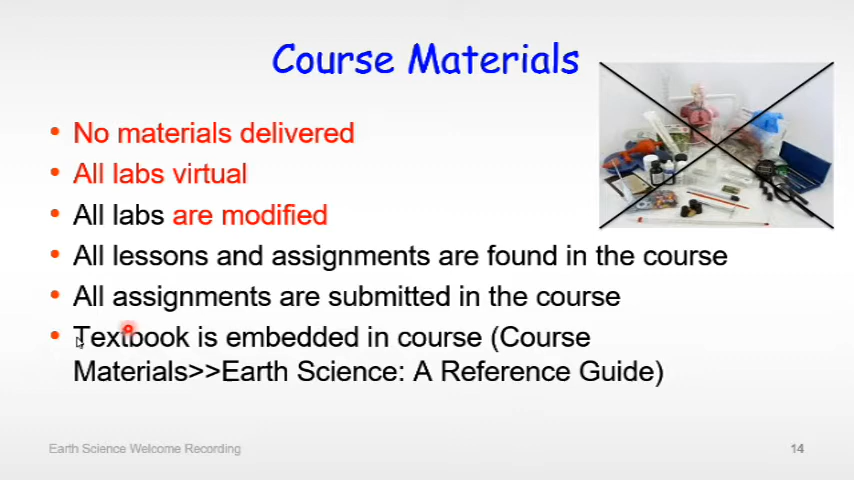 Course Materials
• No materials delivered
• All labs virtual
• All labs are modified
• All lessons and assignments are found in the course
• All assignments are submitted in the course
• Textbook is embedded in course (Course
Materials>>Earth Science: A Reference Guide)
Earth Science Welcome Recording
14